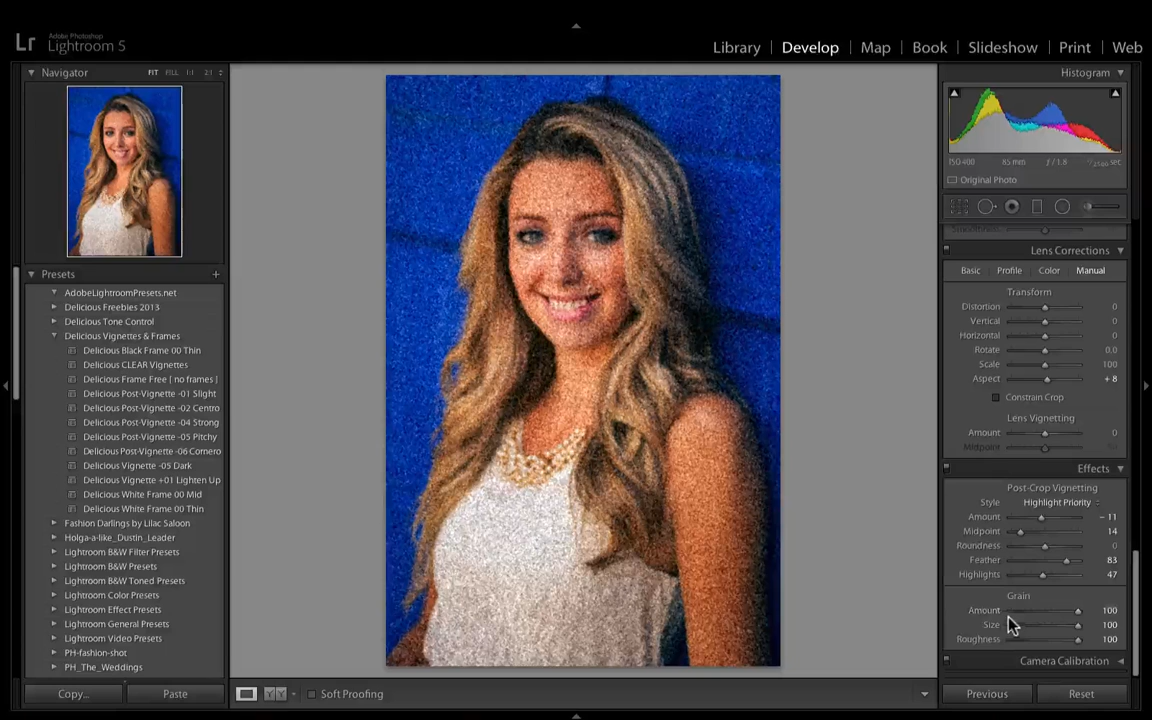 Lr
Adobe Photoshop
Lightroom 5
Library
Develop
Map
Book
Slideshow
Print
Web
Navigator
FIT
FILL
1:1
2:1
Presets
+
AdobeLightroomPresets.net
Delicious Freebies 2013
Delicious Tone Control
Delicious Vignettes & Frames
Delicious Black Frame 00 Thin
Delicious CLEAR Vignettes
Delicious Frame Free [ no frames ]
Delicious Post-Vignette -01 Slight
Delicious Post-Vignette -02 Centro
Delicious Post-Vignette -04 Strong
Delicious Post-Vignette -05 Pitchy
Delicious Post-Vignette -06 Cornero
Delicious Vignette -05 Dark
Delicious Vignette +01 Lighten Up
Delicious White Frame 00 Mid
Delicious White Frame 00 Thin
Fashion Darlings by Lilac Saloon
Holga-a-like_Dustin_Leader
Lightroom B&W Filter Presets
Lightroom B&W Presets
Lightroom B&W Toned Presets
Lightroom Color Presets
Lightroom Effect Presets
Lightroom General Presets
Lightroom Video Presets
PH-fashion-shot
PH_The_Weddings
Copy...
Paste
Y Y
Soft Proofing
Histogram
ISO 400
85 mm
ƒ / 1.8
Original Photo
Smoothness
Lens Corrections
Basic
Profile
Color
Manual
Transform
Distortion 0
Vertical 0
Horizontal 0
Rotate 0.0
Scale 100
Aspect + 8
Constrain Crop
Lens Vignetting
Amount 0
Midpoint
Effects
Post-Crop Vignetting
Style Highlight Priority
Amount – 11
Midpoint 14
Roundness 0
Feather 83
Highlights 47
Grain
Amount 100
Size 100
Roughness 100
Camera Calibration
Previous
Reset